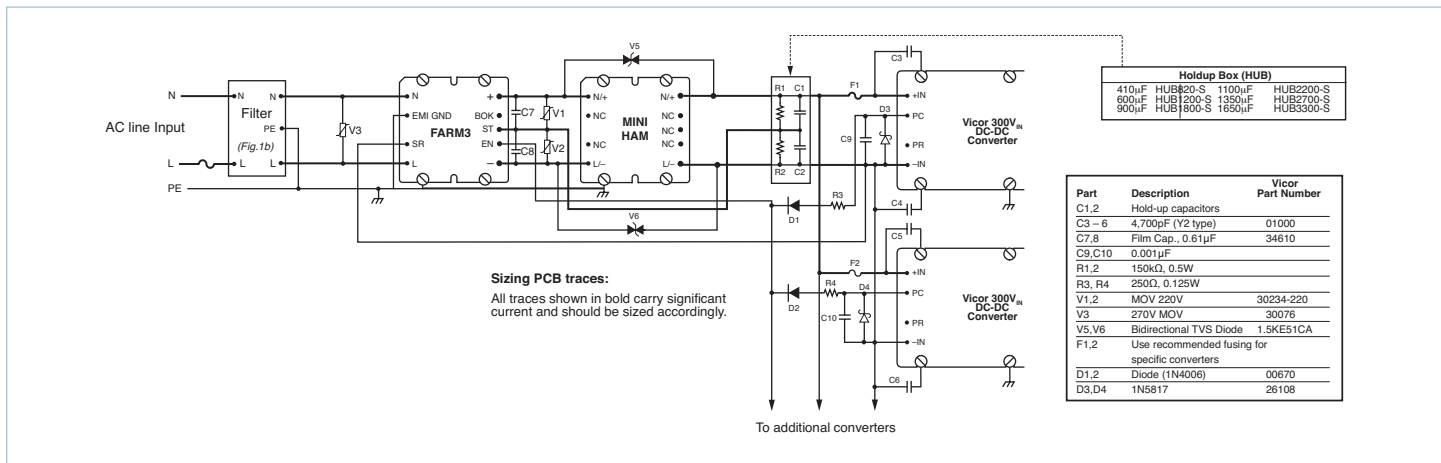 N
AC line Input
L
PE
N
N
Filter
PE
(Fig.1b)
L
L
V3
N
+
EMI GND
BOK
FARM3
ST
SR
EN
L
–
C7
V1
C8
V2
V5
V6
N/+
N/+
NC
NC
MINI
HAM
NC
NC
NC
L/–
L/–
R1
C1
R2
C2
F1
C3
D3
C9
+IN
PC
Vicor 300VIN
DC-DC
Converter
PR
–IN
R3
D1
C4
C5
F2
R4
D4
D2
C10
+IN
PC
Vicor 300VIN
DC-DC
Converter
PR
–IN
C6
To additional converters
Sizing PCB traces:
All traces shown in bold carry significant
current and should be sized accordingly.
Holdup Box (HUB)
410µF HUB820-S 1100µF HUB2200-S
600µF HUB1200-S 1350µF HUB2700-S
900µF HUB1800-S 1650µF HUB3300-S
Vicor
Part Description Part Number
C1,2 Hold-up capacitors
C3 – 6 4,700pF (Y2 type) 01000
C7,8 Film Cap., 0.61µF 34610
C9,C10 0.001µF
R1,2 150kΩ, 0.5W
R3, R4 250Ω, 0.125W
V1,2 MOV 220V 30234-220
V3 270V MOV 30076
V5,V6 Bidirectional TVS Diode 1.5KE51CA
F1,2 Use recommended fusing for
specific converters
D1,2 Diode (1N4006) 00670
D3,D4 1N5817 26108